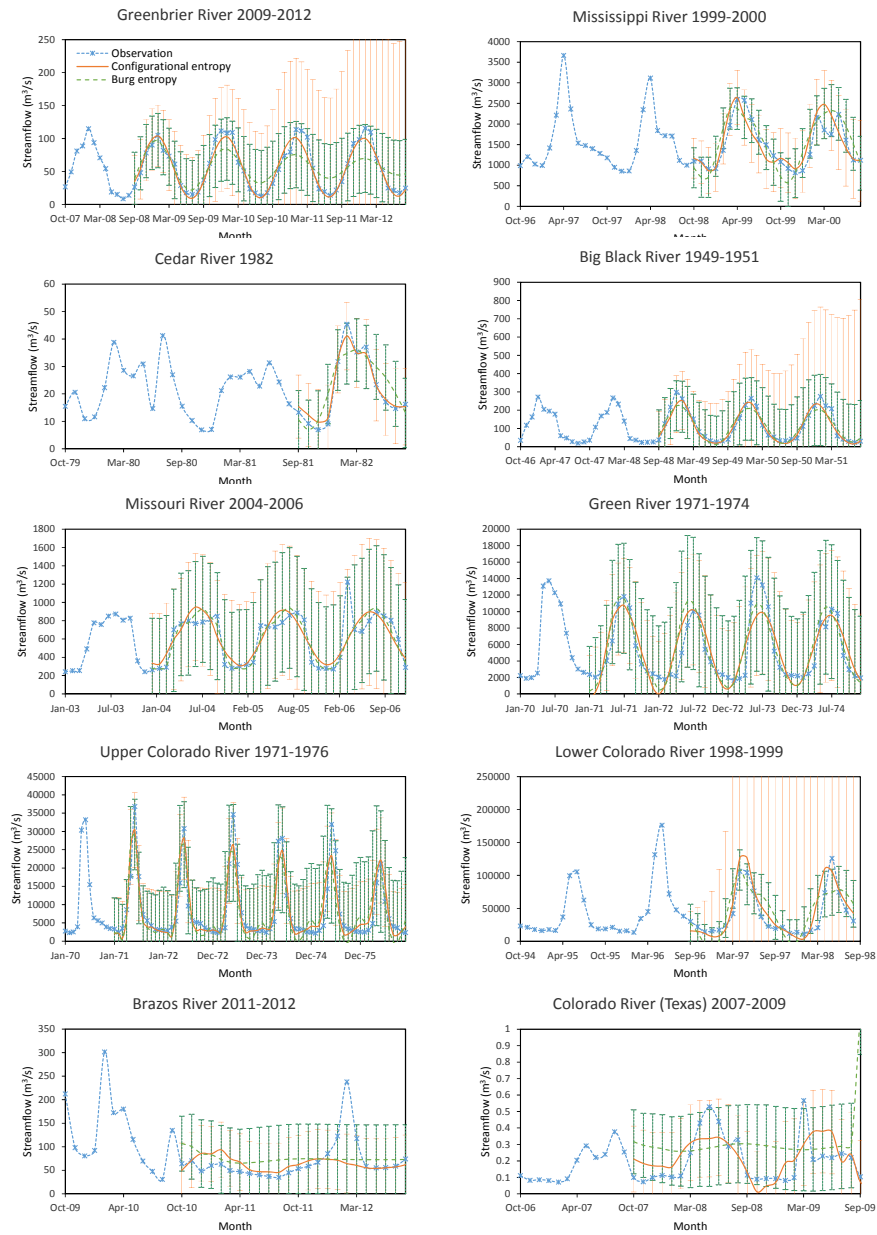 Greenbrier River 2009-2012
250
200
150
100
50
0
Streamflow (m³/s)
Observation
Configurational entropy
Burg entropy
Oct-07 Mar-08 Sep-08 Mar-09 Sep-09 Mar-10 Sep-10 Mar-11 Sep-11 Mar-12
Month
Mississippi River 1999-2000
4000
3500
3000
2500
2000
1500
1000
500
0
Streamflow (m³/s)
Oct-96 Apr-97 Oct-97 Apr-98 Oct-98 Apr-99 Oct-99 Mar-00
Month
Cedar River 1982
60
50
40
30
20
10
0
Streamflow (m³/s)
Oct-79 Mar-80 Sep-80 Mar-81 Sep-81 Mar-82
Month
Big Black River 1949-1951
900
800
700
600
500
400
300
200
100
0
Streamflow (m³/s)
Oct-46 Apr-47 Oct-47 Mar-48 Sep-48 Mar-49 Sep-49 Mar-50 Sep-50 Mar-51
Month
Missouri River 2004-2006
1800
1600
1400
1200
1000
800
600
400
200
0
Streamflow (m³/s)
Jan-03 Jul-03 Jan-04 Jul-04 Feb-05 Aug-05 Feb-06 Sep-06
Month
Green River 1971-1974
20000
18000
16000
14000
12000
10000
8000
6000
4000
2000
0
Streamflow (m³/s)
Jan-70 Jul-70 Jan-71 Jul-71 Jan-72 Jul-72 Dec-72 Jul-73 Dec-73 Jul-74
Month
Upper Colorado River 1971-1976
45000
40000
35000
30000
25000
20000
15000
10000
5000
0
Streamflow (m³/s)
Jan-70 Jan-71 Jan-72 Dec-72 Dec-73 Dec-74 Dec-75
Month
Lower Colorado River 1998-1999
250000
200000
150000
100000
50000
0
Streamflow (m³/s)
Oct-94 Apr-95 Oct-95 Mar-96 Sep-96 Mar-97 Sep-97 Mar-98 Sep-98
Month
Brazos River 2011-2012
350
300
250
200
150
100
50
0
Streamflow (m³/s)
Oct-09 Apr-10 Oct-10 Apr-11 Oct-11 Mar-12
Month
Colorado River (Texas) 2007-2009
1
0.9
0.8
0.7
0.6
0.5
0.4
0.3
0.2
0.1
0
Streamflow (m³/s)
Oct-06 Apr-07 Oct-07 Mar-08 Sep-08 Mar-09 Sep-09
Month